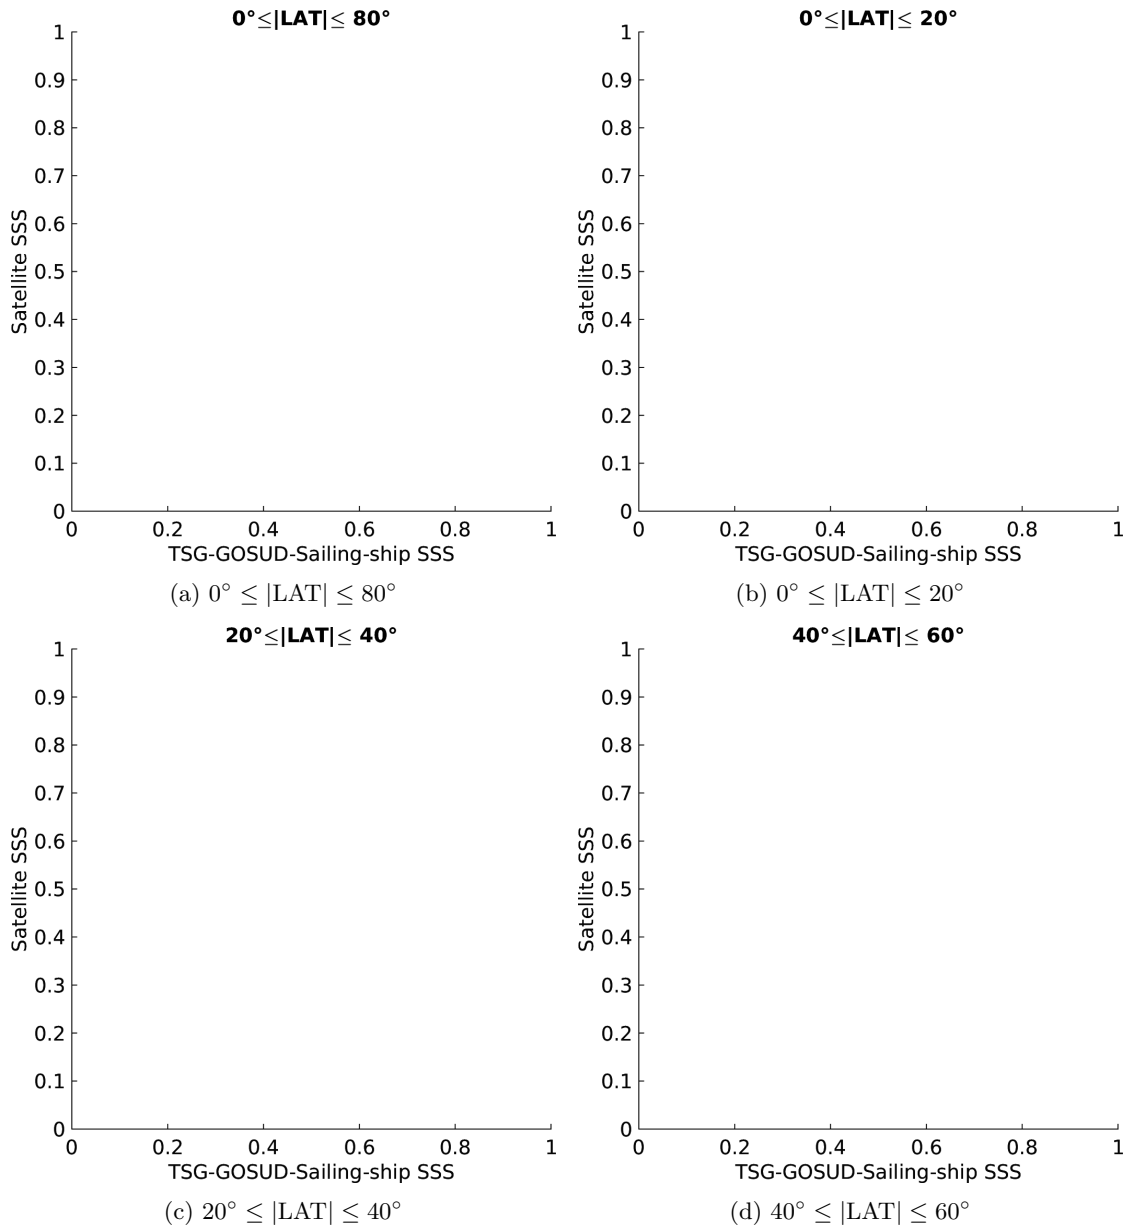 0°≤|LAT|≤ 80°
1
0.9
0.8
0.7
0.6
0.5
0.4
0.3
0.2
0.1
0
Satellite SSS
0 0.2 0.4 0.6 0.8 1
TSG-GOSUD-Sailing-ship SSS
(a) 0° ≤ |LAT| ≤ 80°
0°≤|LAT|≤ 20°
1
0.9
0.8
0.7
0.6
0.5
0.4
0.3
0.2
0.1
0
Satellite SSS
0 0.2 0.4 0.6 0.8 1
TSG-GOSUD-Sailing-ship SSS
(b) 0° ≤ |LAT| ≤ 20°
20°≤|LAT|≤ 40°
1
0.9
0.8
0.7
0.6
0.5
0.4
0.3
0.2
0.1
0
Satellite SSS
0 0.2 0.4 0.6 0.8 1
TSG-GOSUD-Sailing-ship SSS
(c) 20° ≤ |LAT| ≤ 40°
40°≤|LAT|≤ 60°
1
0.9
0.8
0.7
0.6
0.5
0.4
0.3
0.2
0.1
0
Satellite SSS
0 0.2 0.4 0.6 0.8 1
TSG-GOSUD-Sailing-ship SSS
(d) 40° ≤ |LAT| ≤ 60°